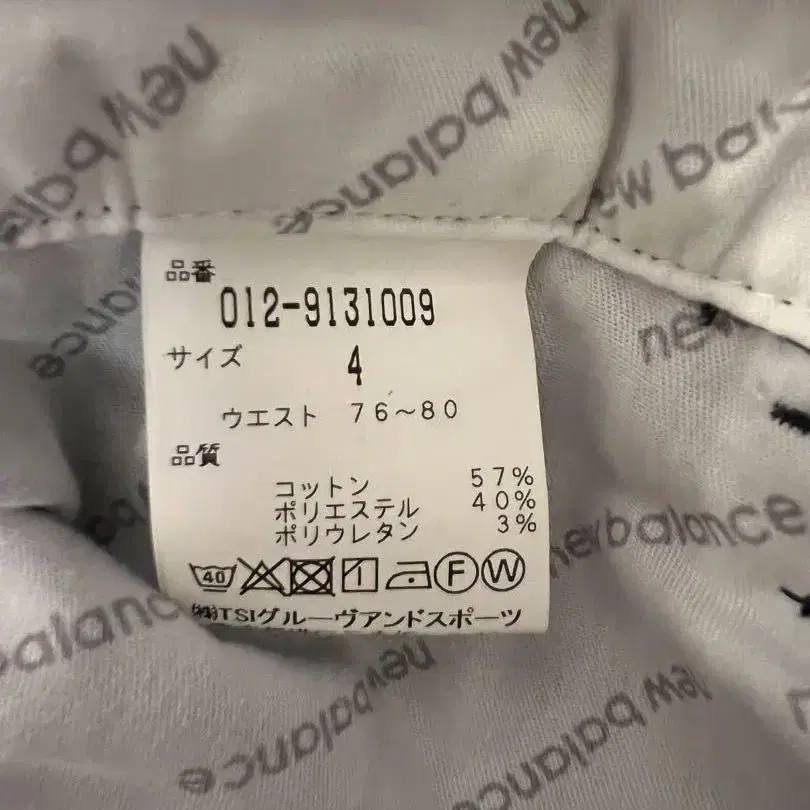 new balance
new balance
new bal
品番
012-9131009
サイズ
4
ウエスト 76～80
品質
コットン 57%
ポリエステル 40%
ポリウレタン 3%
40 F W
(株)TSIグルーヴアンドスポーツ
new
newbalance
balance
newbalance
new balance